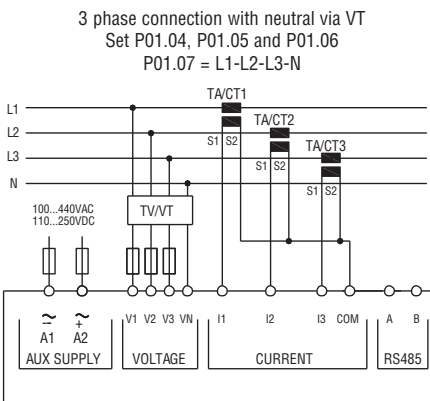 3 phase connection with neutral via VT
Set P01.04, P01.05 and P01.06
P01.07 = L1-L2-L3-N
TA/CT1
L1
TA/CT2
L2
S1 S2
TA/CT3
L3
S1 S2
N
S1 S2
100...440VAC
110...250VDC
TV/VT
~ - ~ +
A1 A2
V1 V2 V3 VN I1 I2 I3 COM A B
AUX SUPPLY VOLTAGE CURRENT RS485